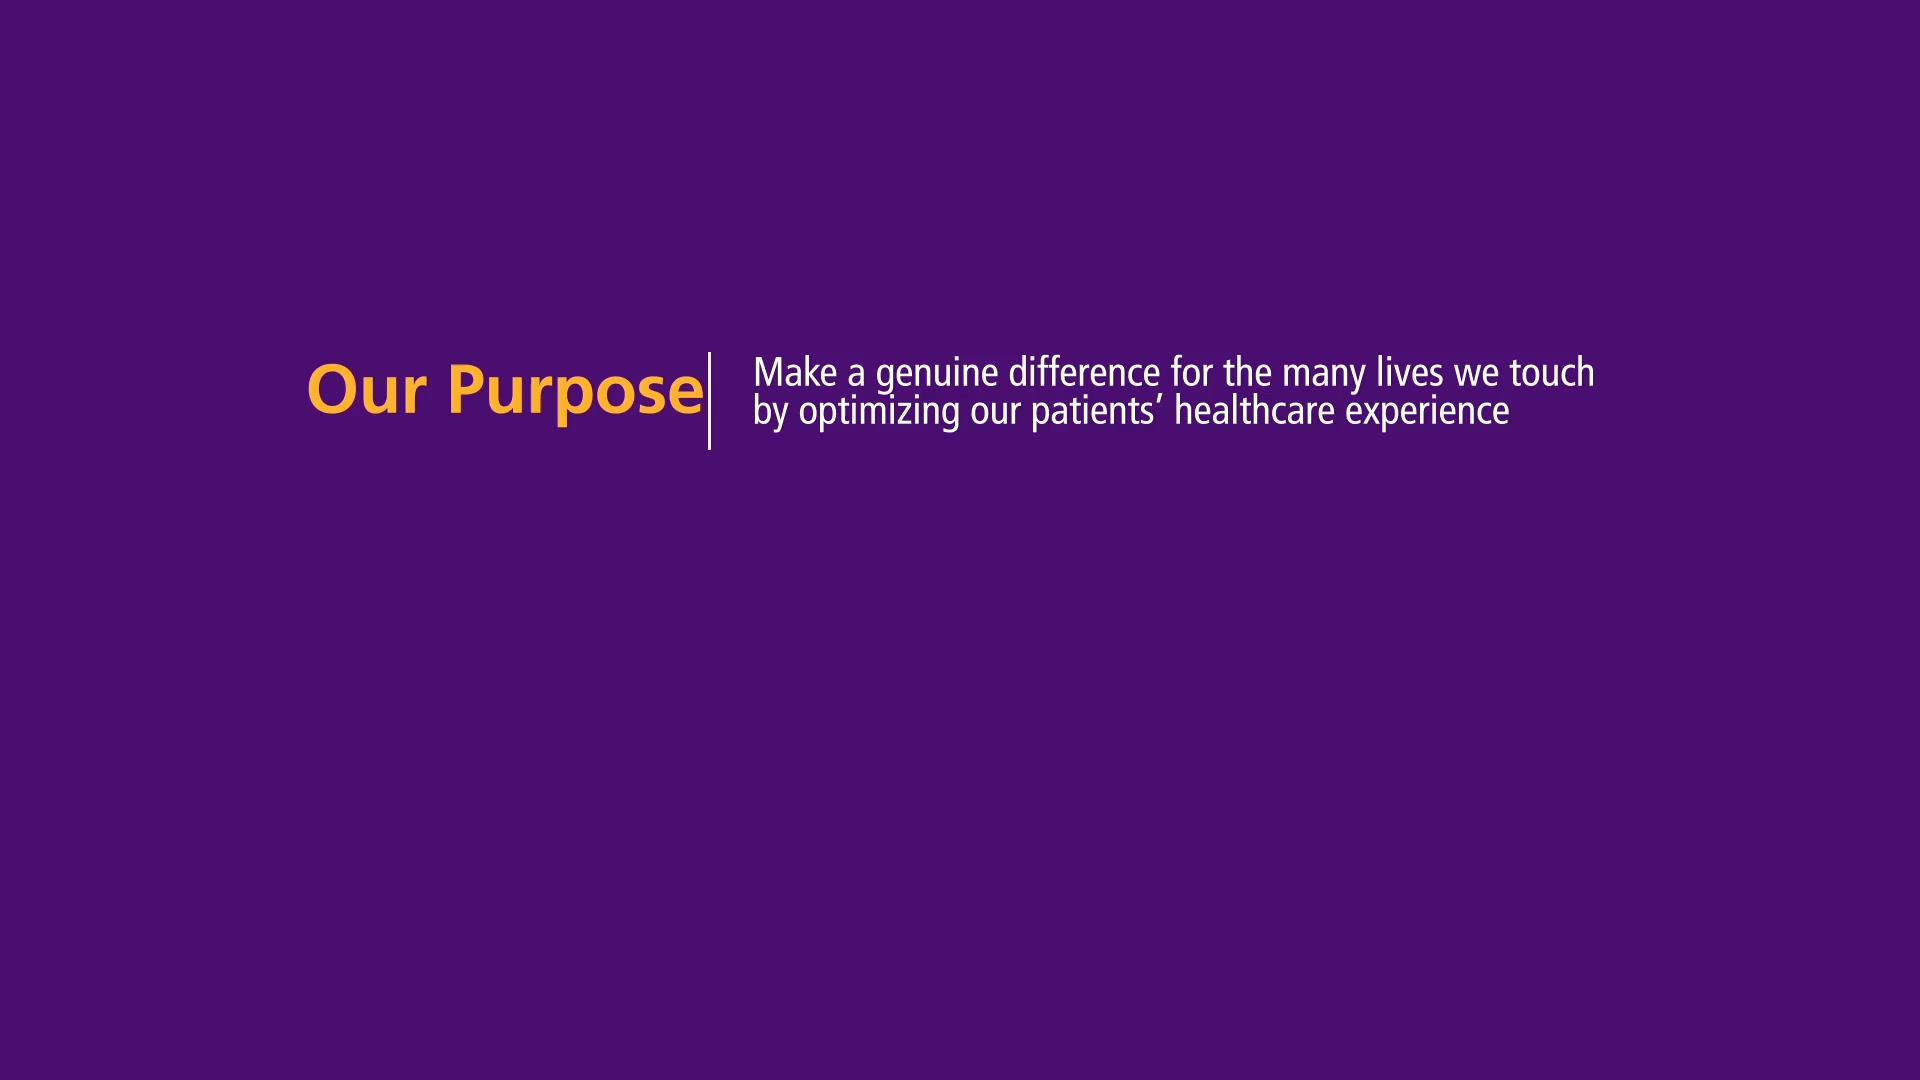 Our Purpose
Make a genuine difference for the many lives we touch
by optimizing our patients’ healthcare experience